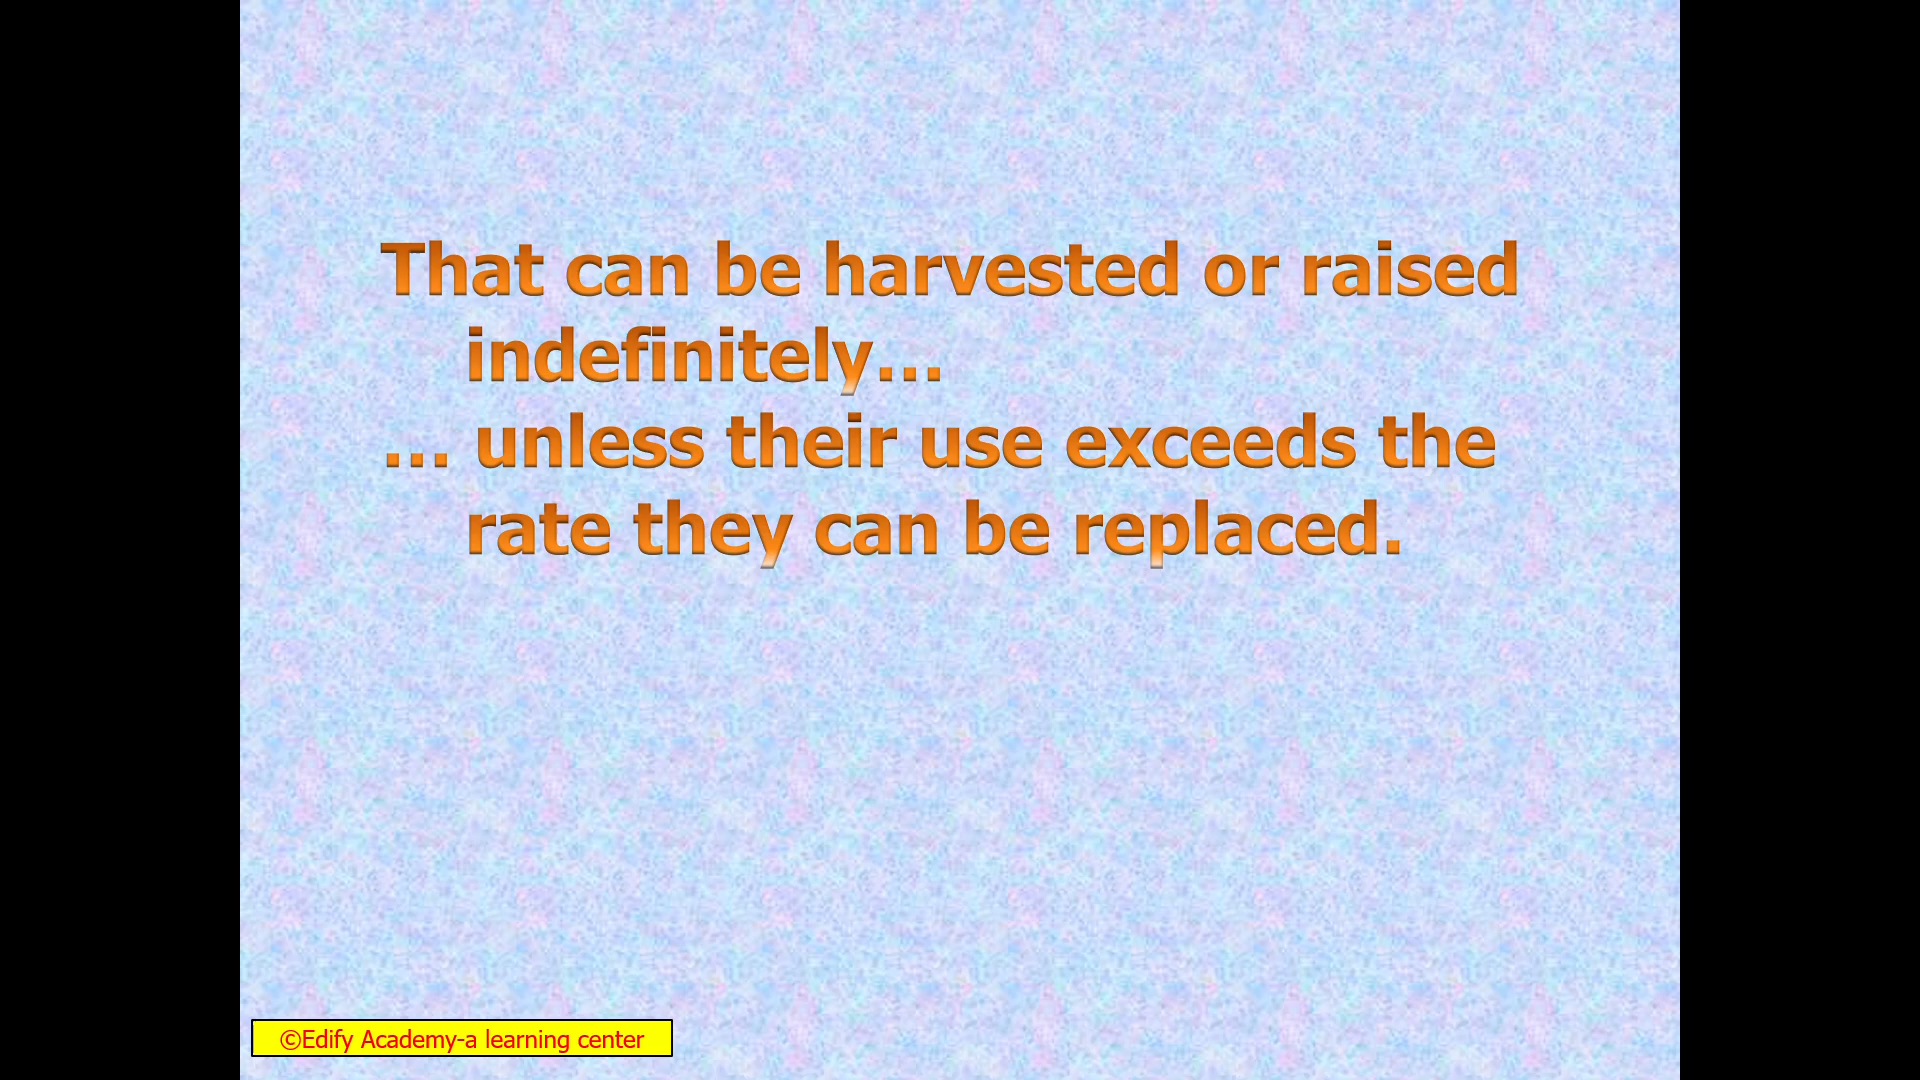 That can be harvested or raised
indefinitely…
… unless their use exceeds the
rate they can be replaced.
©Edify Academy-a learning center